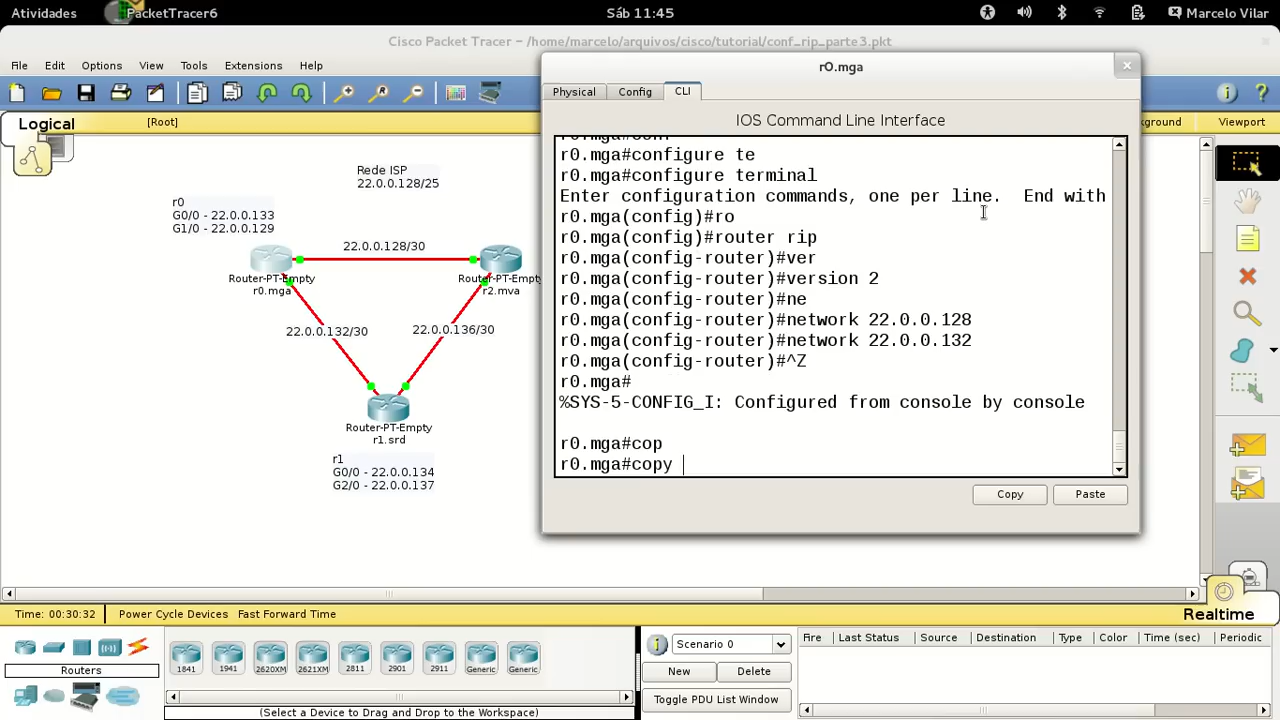 Atividades
PacketTracer6
Sáb 11:45
Marcelo Vilar
Cisco Packet Tracer – /home/marcelo/arquivos/cisco/tutorial/conf_rip_parte3.pkt
File Edit Options View Tools Extensions Help
Logical
[Root]
Viewport
Rede ISP
22.0.0.128/25
r0
G0/0 - 22.0.0.133
G1/0 - 22.0.0.129
22.0.0.128/30
Router-PT-Empty
r0.mga
Router-PT-Empty
r2.mva
22.0.0.132/30
22.0.0.136/30
Router-PT-Empty
r1.srd
r1
G0/0 - 22.0.0.134
G2/0 - 22.0.0.137
r0.mga
Physical Config CLI
IOS Command Line Interface
r0.mga#conf
r0.mga#configure te
r0.mga#configure terminal
Enter configuration commands, one per line.  End with
r0.mga(config)#ro
r0.mga(config)#router rip
r0.mga(config-router)#ver
r0.mga(config-router)#version 2
r0.mga(config-router)#ne
r0.mga(config-router)#network 22.0.0.128
r0.mga(config-router)#network 22.0.0.132
r0.mga(config-router)#^Z
r0.mga#
%SYS-5-CONFIG_I: Configured from console by console
r0.mga#cop
r0.mga#copy
Copy
Paste
Time: 00:30:32
Power Cycle Devices Fast Forward Time
Realtime
Routers
1841 1941 2620XM 2621XM 2811 2901 2911 Generic Generic
(Select a Device to Drag and Drop to the Workspace)
Scenario 0
New
Delete
Toggle PDU List Window
Fire Last Status Source Destination Type Color Time (sec) Periodic